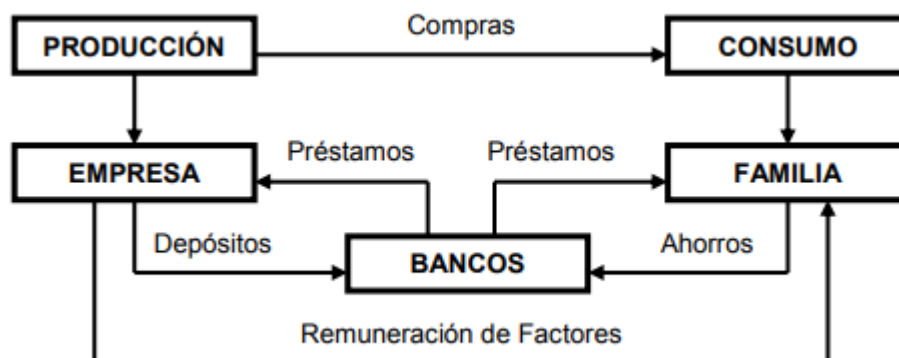 Compras
PRODUCCIÓN
CONSUMO
Préstamos
Préstamos
EMPRESA
FAMILIA
Depósitos
Ahorros
BANCOS
Remuneración de Factores